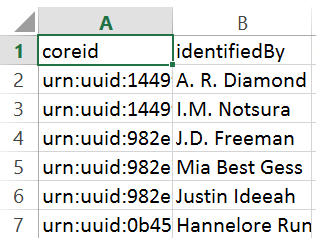 A B
1 coreid identifiedBy
2 urn:uuid:1449 A. R. Diamond
3 urn:uuid:1449 I.M. Notsura
4 urn:uuid:982e J.D. Freeman
5 urn:uuid:982e Mia Best Gess
6 urn:uuid:982e Justin Ideeah
7 urn:uuid:0b45 Hannelore Run